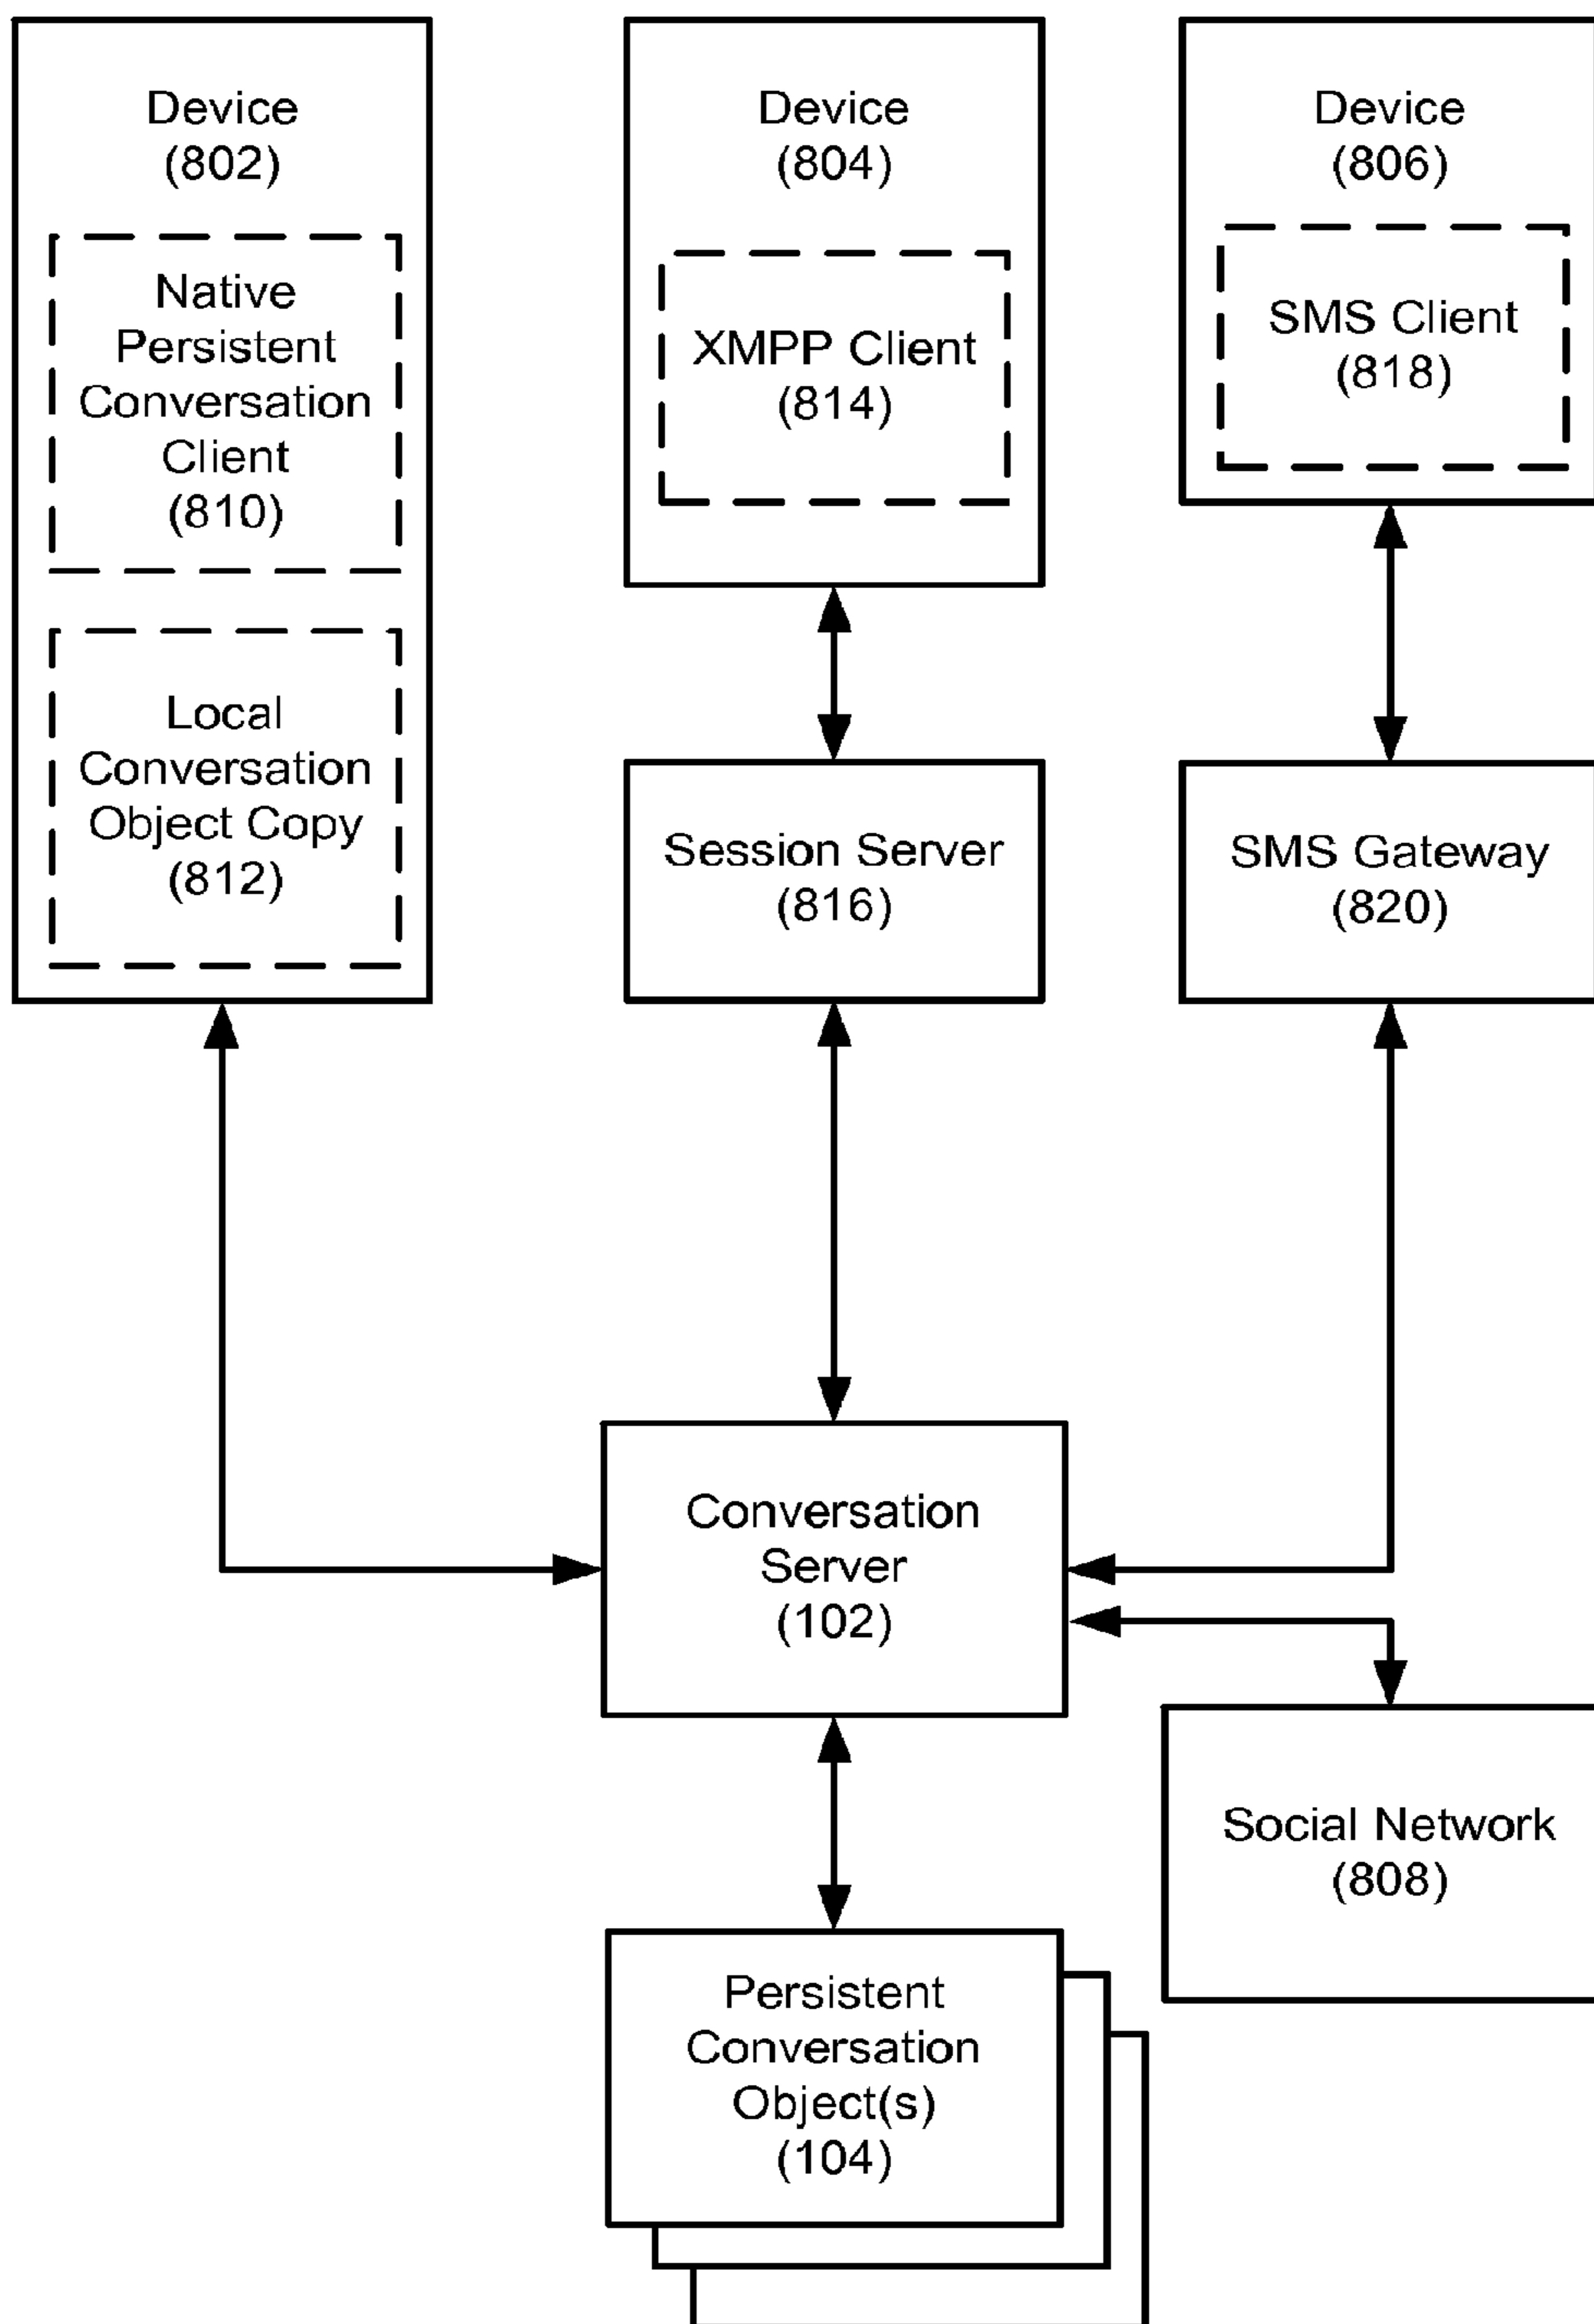 Device
(802)
Native
Persistent
Conversation
Client
(810)
Local
Conversation
Object Copy
(812)
Device
(804)
XMPP Client
(814)
Session Server
(816)
Device
(806)
SMS Client
(818)
SMS Gateway
(820)
Conversation
Server
(102)
Social Network
(808)
Persistent
Conversation
Object(s)
(104)